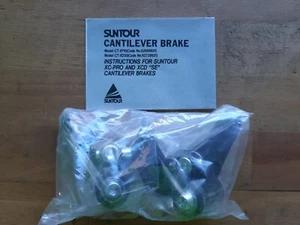 SUNTOUR
CANTILEVER BRAKE
INSTRUCTIONS FOR SUNTOUR
XC-PRO AND XCD "SE"
CANTILEVER BRAKES
SUNTOUR